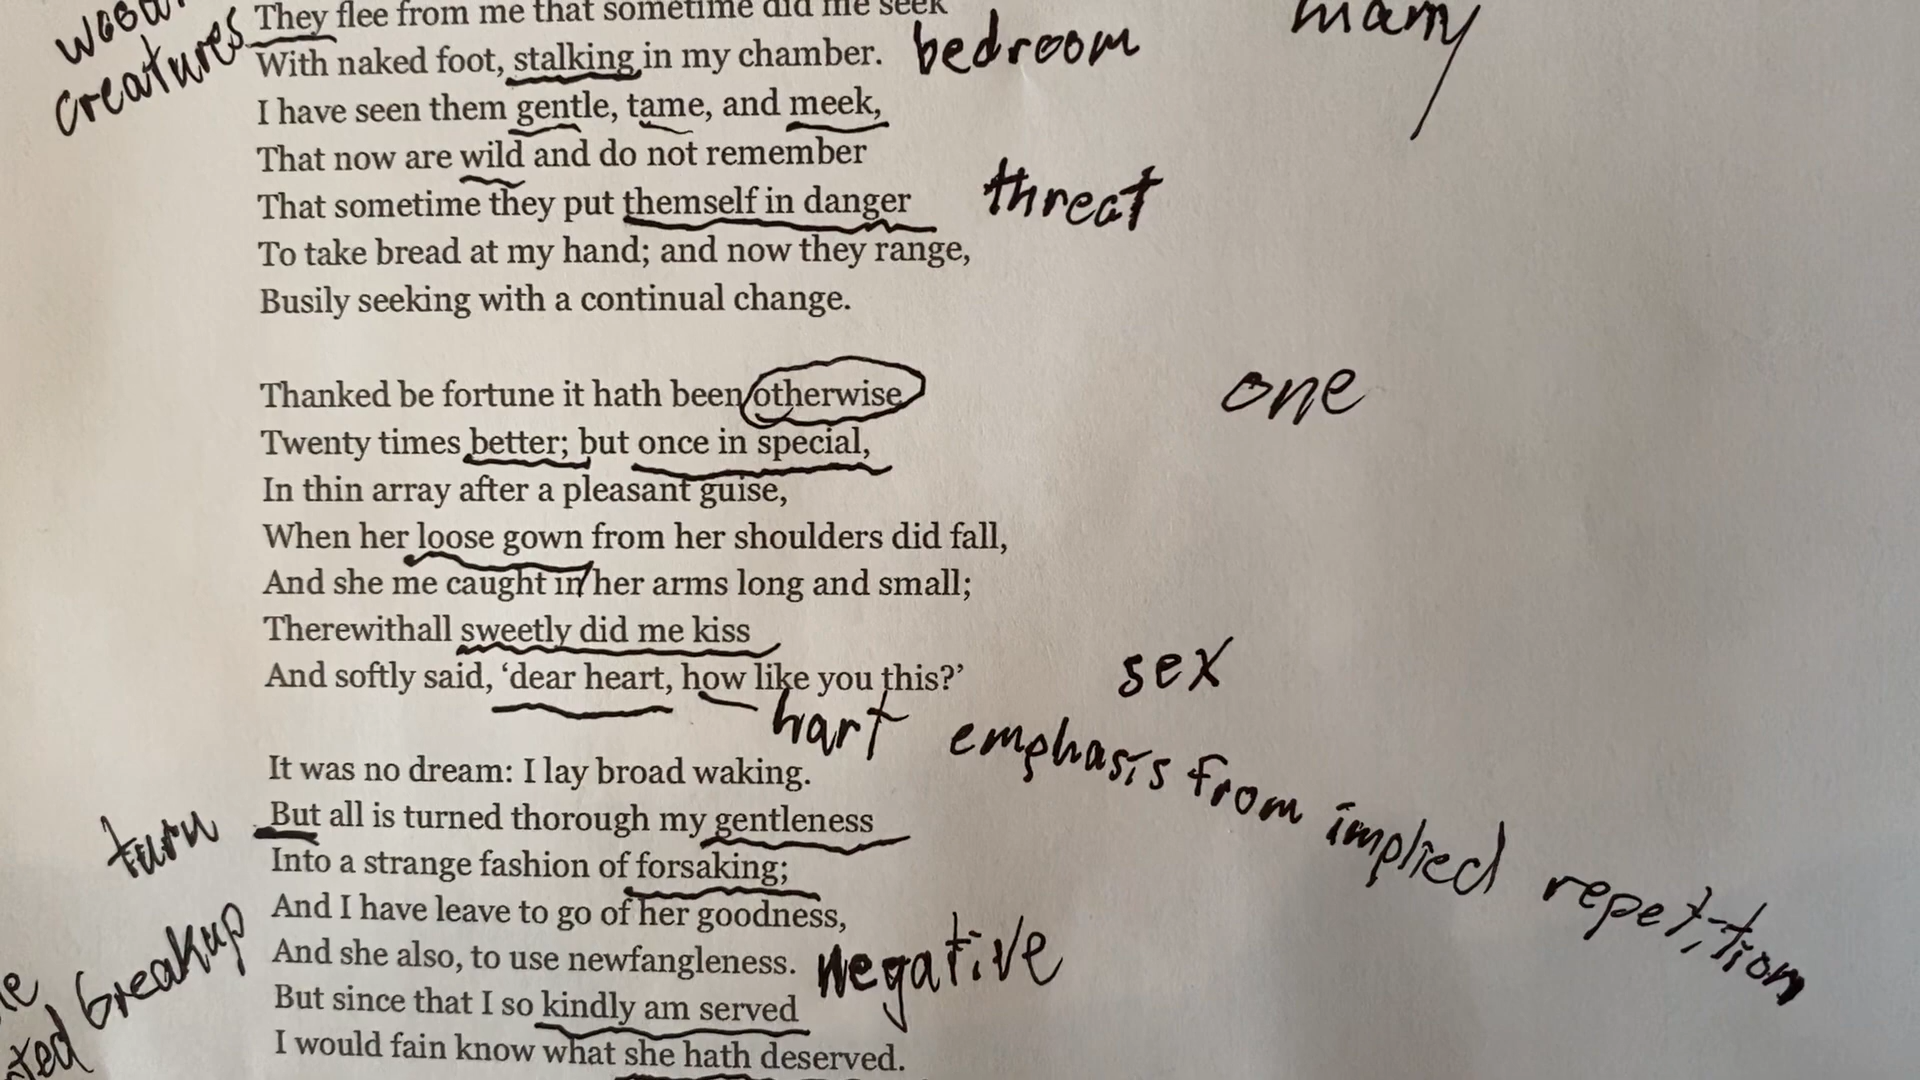 They flee from me that sometime did me seek
many
creatures
With naked foot, stalking in my chamber.
bedroom
I have seen them gentle, tame, and meek,
That now are wild and do not remember
That sometime they put themself in danger
threat
To take bread at my hand; and now they range,
Busily seeking with a continual change.
Thanked be fortune it hath been otherwise
one
Twenty times better; but once in special,
In thin array after a pleasant guise,
When her loose gown from her shoulders did fall,
And she me caught in her arms long and small;
Therewithall sweetly did me kiss
And softly said, ‘dear heart, how like you this?’
sex
hart
emphasis from implied repetition
It was no dream: I lay broad waking.
turn
But all is turned thorough my gentleness
Into a strange fashion of forsaking;
And I have leave to go of her goodness,
breakup
And she also, to use newfangleness.
negative
But since that I so kindly am served
I would fain know what she hath deserved.